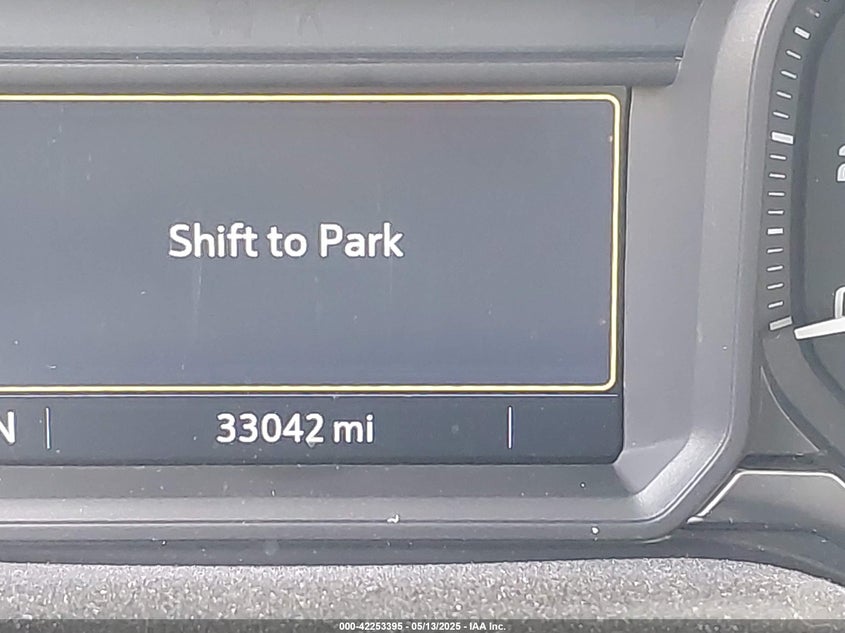 Shift to Park
N
33042 mi
000-42253395 - 05/13/2025 - IAA Inc.